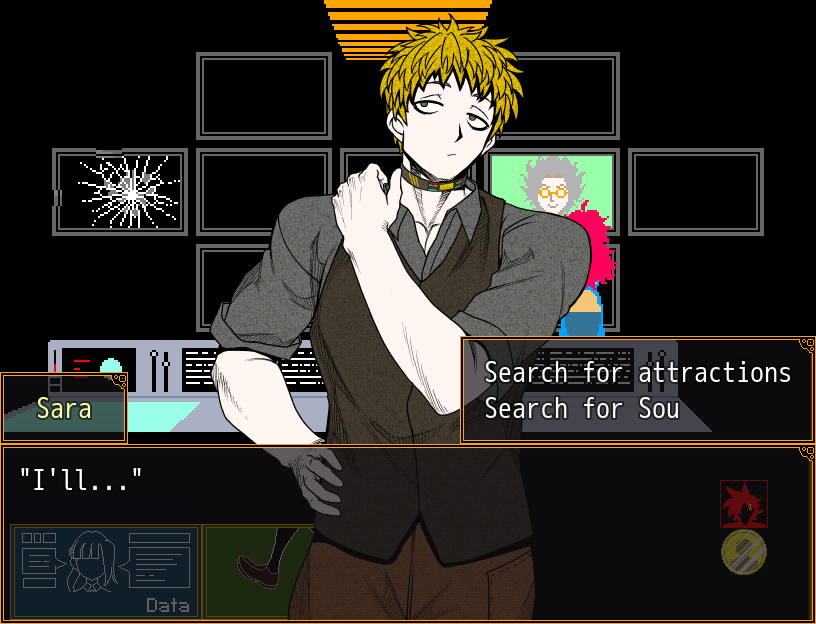 Search for attractions
Search for Sou
Sara
"I'll..."
Data